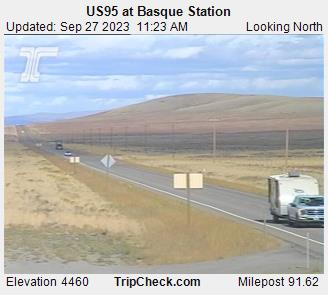 US95 at Basque Station
Updated: Sep 27 2023 11:23 AM Looking North
Elevation 4460 TripCheck.com Milepost 91.62